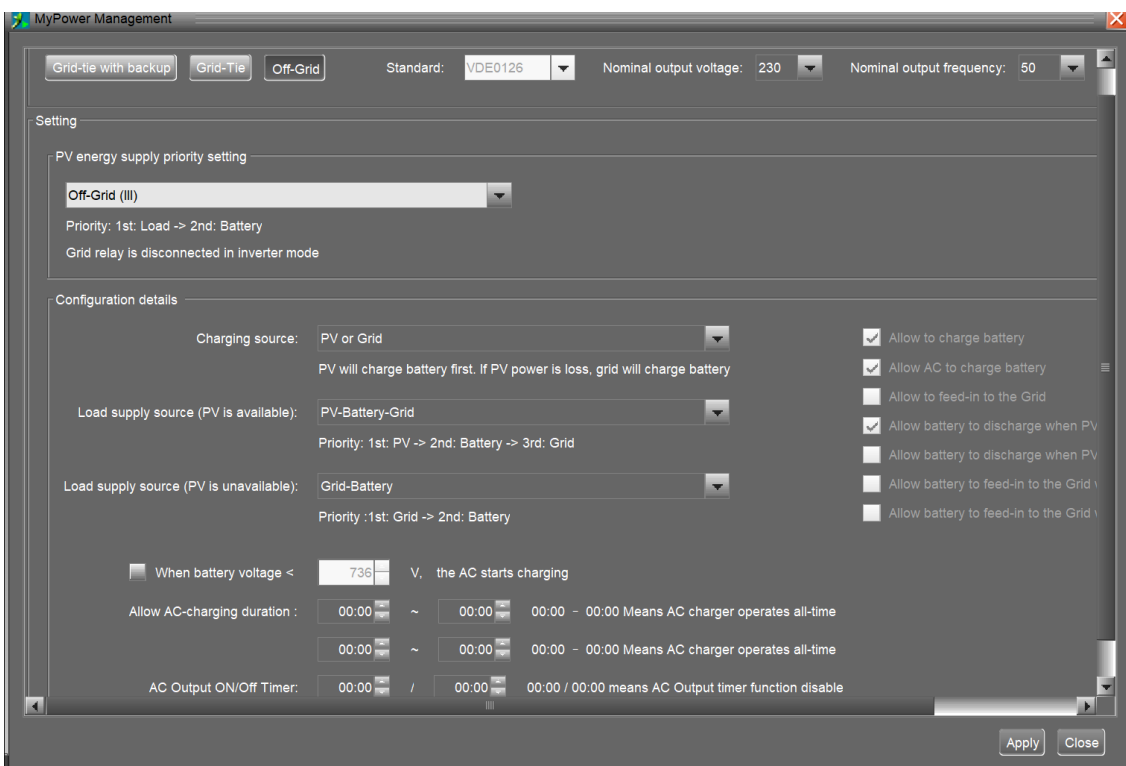 MyPower Management
Grid-tie with backup Grid-Tie Off-Grid Standard: VDE0126 Nominal output voltage: 230 Nominal output frequency: 50
Setting
PV energy supply priority setting
Off-Grid (III)
Priority: 1st: Load -> 2nd: Battery
Grid relay is disconnected in inverter mode
Configuration details
Charging source: PV or Grid Allow to charge battery
PV will charge battery first. If PV power is loss, grid will charge battery Allow AC to charge battery
Allow to feed-in to the Grid
Load supply source (PV is available): PV-Battery-Grid Allow battery to discharge when PV
Priority: 1st: PV -> 2nd: Battery -> 3rd: Grid Allow battery to discharge when PV
Load supply source (PV is unavailable): Grid-Battery Allow battery to feed-in to the Grid
Priority :1st: Grid -> 2nd: Battery Allow battery to feed-in to the Grid
When battery voltage < 736 V, the AC starts charging
Allow AC-charging duration : 00:00 ~ 00:00 00:00 - 00:00 Means AC charger operates all-time
00:00 ~ 00:00 00:00 - 00:00 Means AC charger operates all-time
AC Output ON/Off Timer: 00:00 / 00:00 00:00 / 00:00 means AC Output timer function disable
Apply Close